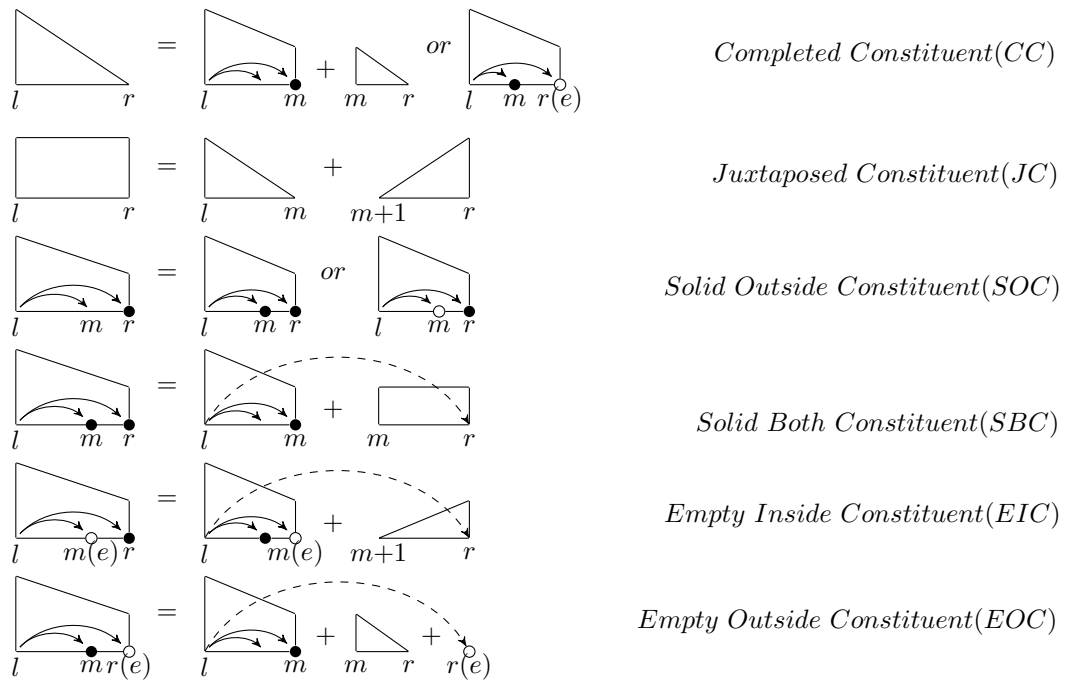 = + or Completed Constituent(CC)
l r l m m r l m r(e)
= + Juxtaposed Constituent(JC)
l r l m m+1 r
= or Solid Outside Constituent(SOC)
l m r l m r l m r
= + Solid Both Constituent(SBC)
l m r l m m r
= + Empty Inside Constituent(EIC)
l m(e) r l m(e) m+1 r
= + + Empty Outside Constituent(EOC)
l m r(e) l m m r r(e)